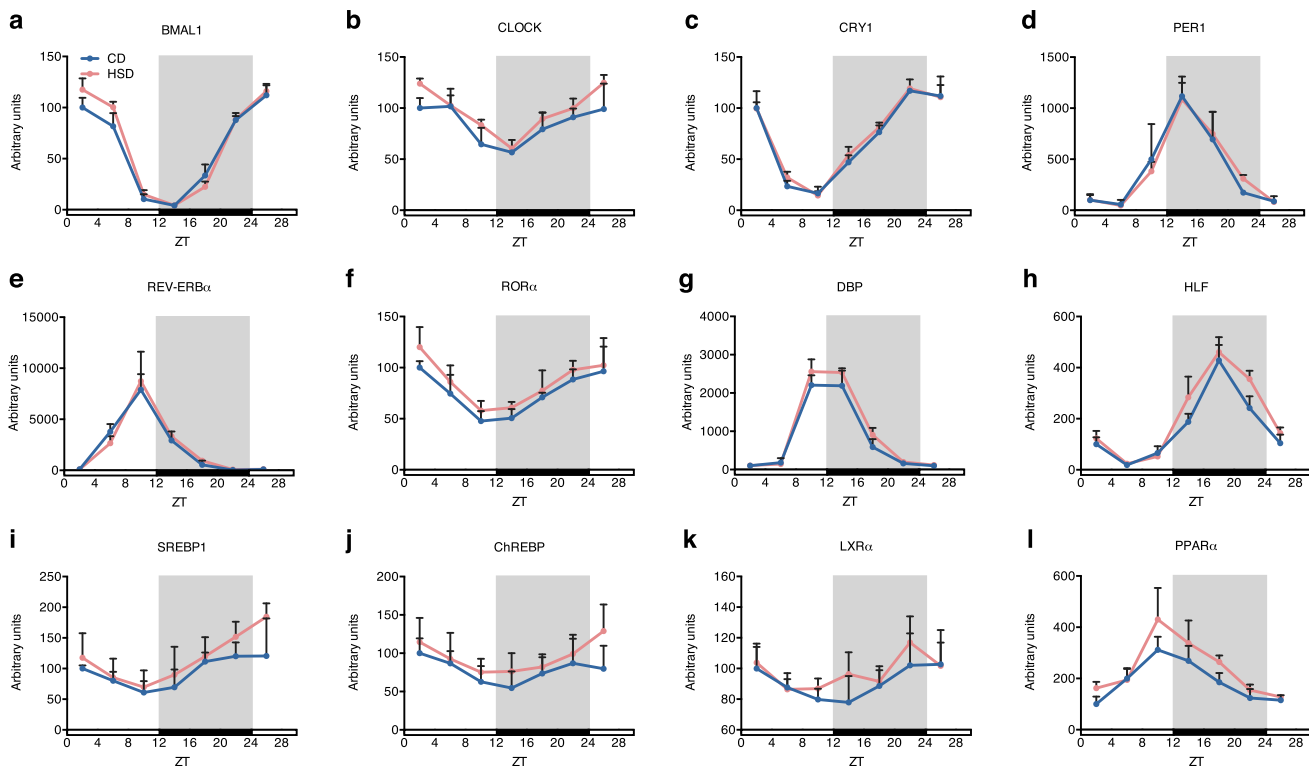 a
BMAL1
150
100
50
0
Arbitrary units
CD
HSD
0 4 8 12 16 20 24 28
ZT
b
CLOCK
150
100
50
0
Arbitrary units
0 4 8 12 16 20 24 28
ZT
c
CRY1
150
100
50
0
Arbitrary units
0 4 8 12 16 20 24 28
ZT
d
PER1
1500
1000
500
0
Arbitrary units
0 4 8 12 16 20 24 28
ZT
e
REV-ERBα
15000
10000
5000
0
Arbitrary units
0 4 8 12 16 20 24 28
ZT
f
RORα
150
100
50
0
Arbitrary units
0 4 8 12 16 20 24 28
ZT
g
DBP
4000
3000
2000
1000
0
Arbitrary units
0 4 8 12 16 20 24 28
ZT
h
HLF
600
400
200
0
Arbitrary units
0 4 8 12 16 20 24 28
ZT
i
SREBP1
250
200
150
100
50
0
Arbitrary units
0 4 8 12 16 20 24 28
ZT
j
ChREBP
200
150
100
50
0
Arbitrary units
0 4 8 12 16 20 24 28
ZT
k
LXRα
160
140
120
100
80
60
Arbitrary units
0 4 8 12 16 20 24 28
ZT
l
PPARα
600
400
200
0
Arbitrary units
0 4 8 12 16 20 24 28
ZT